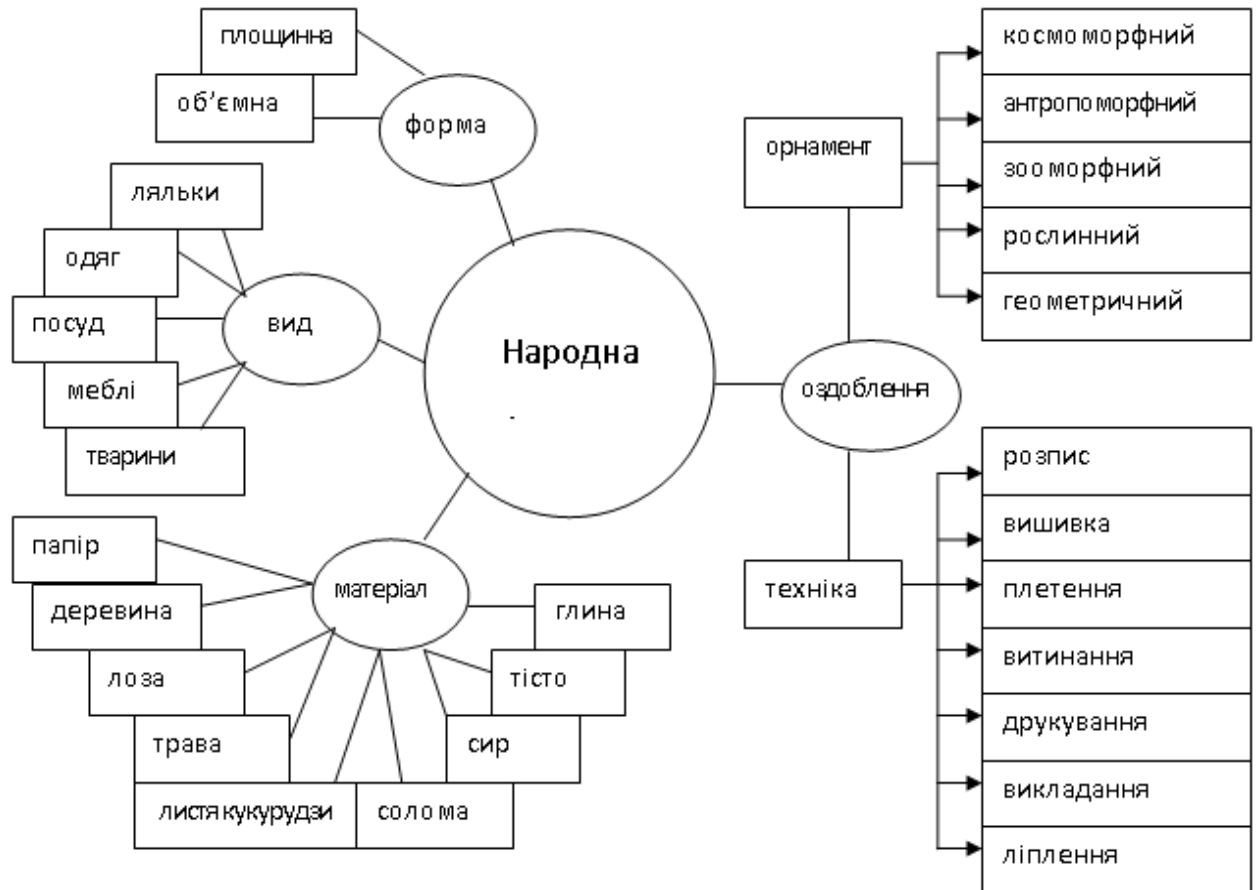 площинна
об'ємна
форма
ляльки
одяг
посуд
меблі
тварини
вид
Народна
-
папір
деревина
лоза
трава
листя кукурудзи
солома
сир
тісто
глина
матеріал
орнамент
космоморфний
антропоморфний
зооморфний
рослинний
геометричний
оздоблення
техніка
розпис
вишивка
плетення
витинання
друкування
викладання
ліплення